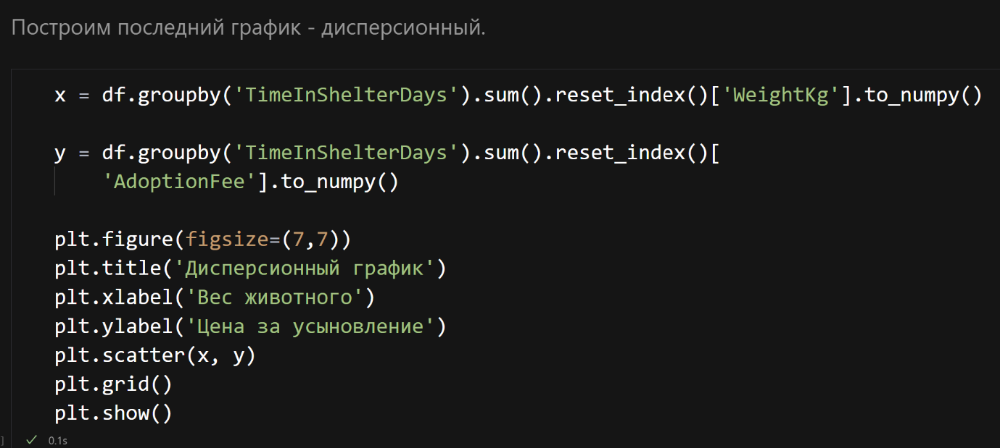 Построим последний график - дисперсионный.
x = df.groupby('TimeInShelterDays').sum().reset_index()['WeightKg'].to_numpy()
y = df.groupby('TimeInShelterDays').sum().reset_index()[
'AdoptionFee'].to_numpy()
plt.figure(figsize=(7,7))
plt.title('Дисперсионный график')
plt.xlabel('Вес животного')
plt.ylabel('Цена за усыновление')
plt.scatter(x, y)
plt.grid()
plt.show()
] ✓ 0.1s